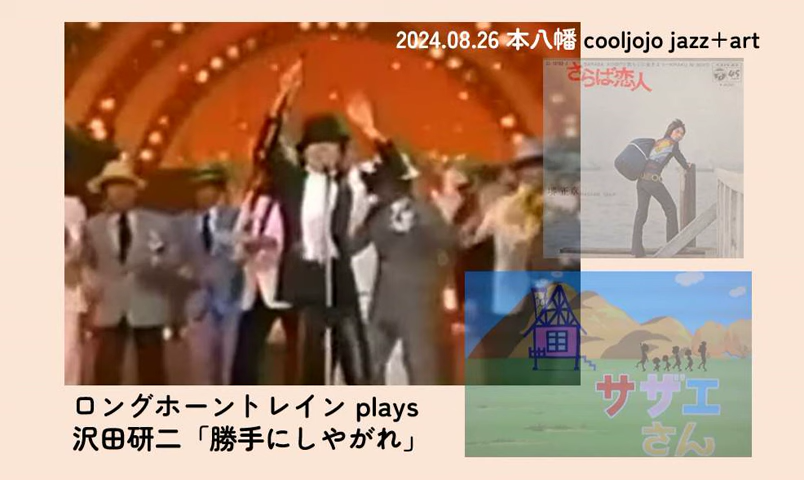 2024.08.26 本八幡 cooljojo jazz+art
さらば恋人
45
サザエ
さん
ロングホーントレイン plays
沢田研二「勝手にしやがれ」